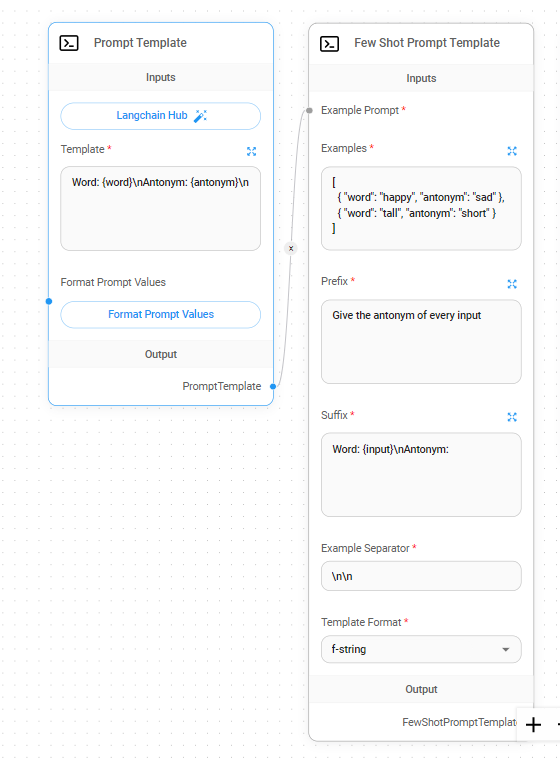 Prompt Template
Inputs
Langchain Hub
Template *
Word: {word}\nAntonym: {antonym}\n
Format Prompt Values
Format Prompt Values
Output
PromptTemplate
Few Shot Prompt Template
Inputs
Example Prompt *
Examples *
[
{ "word": "happy", "antonym": "sad" },
{ "word": "tall", "antonym": "short" }
]
Prefix *
Give the antonym of every input
Suffix *
Word: {input}\nAntonym:
Example Separator *
\n\n
Template Format *
f-string
Output
FewShotPromptTemplat